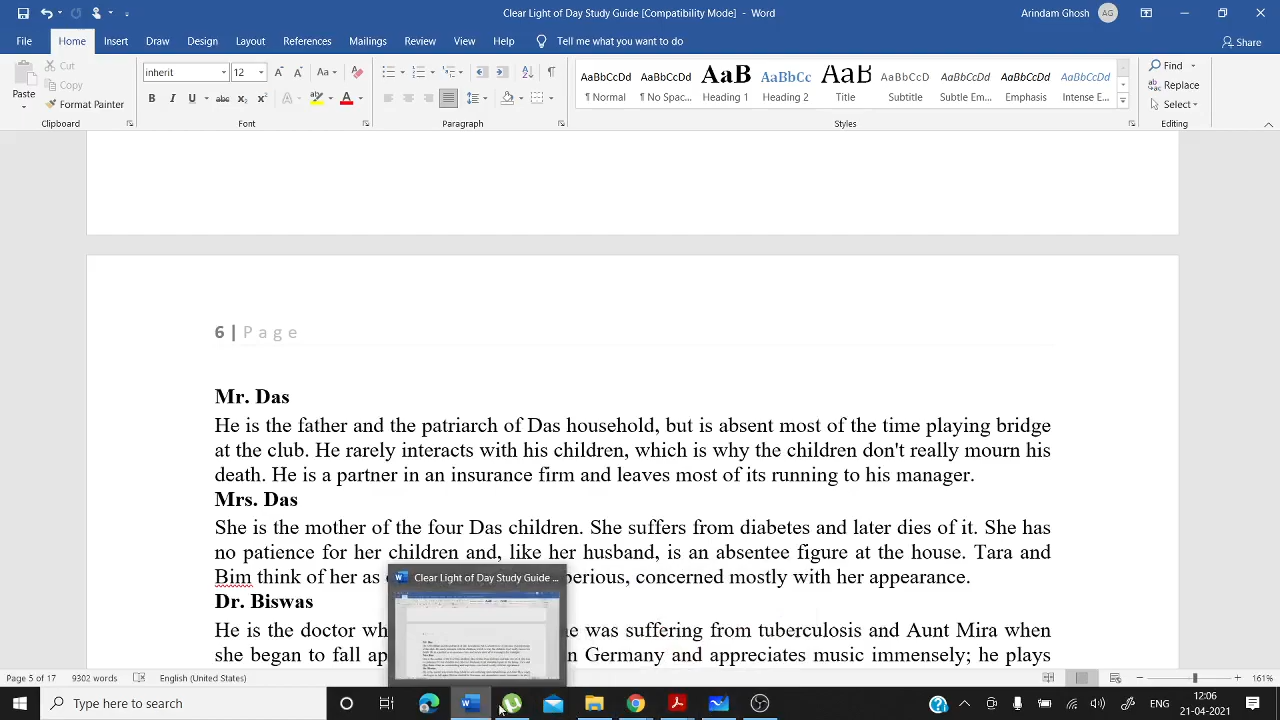 Clear Light of Day Study Guide [Compatibility Mode] - Word
Arindam Ghosh
AG
File Home Insert Draw Design Layout References Mailings Review View Help Tell me what you want to do
Share
Paste
Cut
Copy
Format Painter
Clipboard
inherit 12
Font
Paragraph
AaBbCcDd AaBbCcDd AaB AaBbCc AaB AaBbCcD AaBbCcDd AaBbCcDd AaBbCcDd
¶ Normal ¶ No Spac... Heading 1 Heading 2 Title Subtitle Subtle Em... Emphasis Intense E...
Styles
Find
Replace
Select
Editing
6 | Page
Mr. Das
He is the father and the patriarch of Das household, but is absent most of the time playing bridge
at the club. He rarely interacts with his children, which is why the children don't really mourn his
death. He is a partner in an insurance firm and leaves most of its running to his manager.
Mrs. Das
She is the mother of the four Das children. She suffers from diabetes and later dies of it. She has
no patience for her children and, like her husband, is an absentee figure at the house. Tara and
Bim think of her as perious, concerned mostly with her appearance.
Dr. Biswas
He is the doctor wh e was suffering from tuberculosis and Aunt Mira when
she began to fall ap n Germany and appreciates music immensely; he plays
Clear Light of Day Study Guide ...
English (United States)
161%
Type here to search
ENG
12:06
21-04-2021